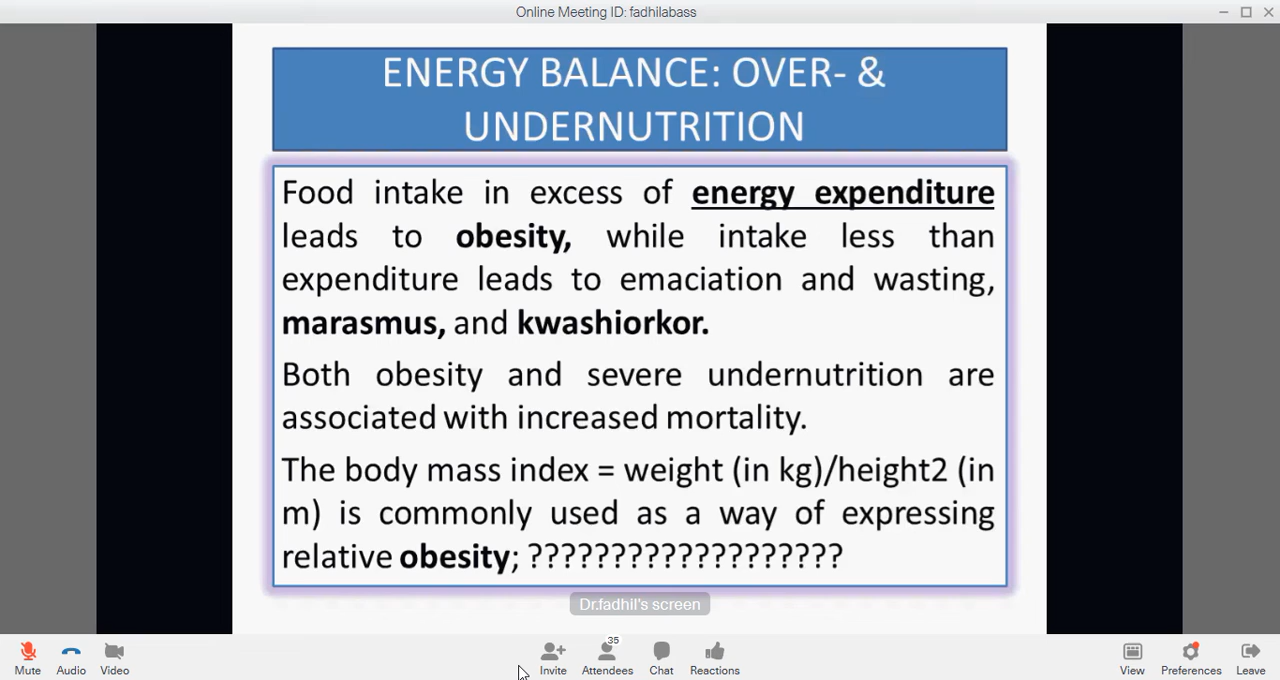 Online Meeting ID: fadhilabass
ENERGY BALANCE: OVER- &
UNDERNUTRITION
Food intake in excess of energy expenditure
leads to obesity, while intake less than
expenditure leads to emaciation and wasting,
marasmus, and kwashiorkor.
Both obesity and severe undernutrition are
associated with increased mortality.
The body mass index = weight (in kg)/height2 (in
m) is commonly used as a way of expressing
relative obesity; ???????????????????
Dr.fadhil's screen
35
Mute Audio Video Invite Attendees Chat Reactions View Preferences Leave